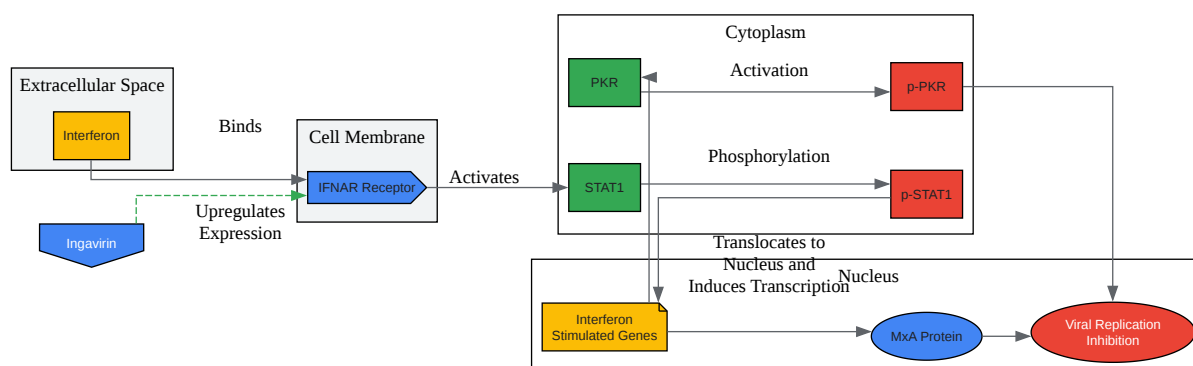 Cytoplasm
PKR
Activation
p-PKR
Extracellular Space
Interferon
Binds
Cell Membrane
IFNAR Receptor
Activates
Phosphorylation
STAT1
p-STAT1
Upregulates
Expression
Ingavirin
Translocates to
Nucleus and
Induces Transcription
Nucleus
Interferon
Stimulated Genes
MxA Protein
Viral Replication
Inhibition